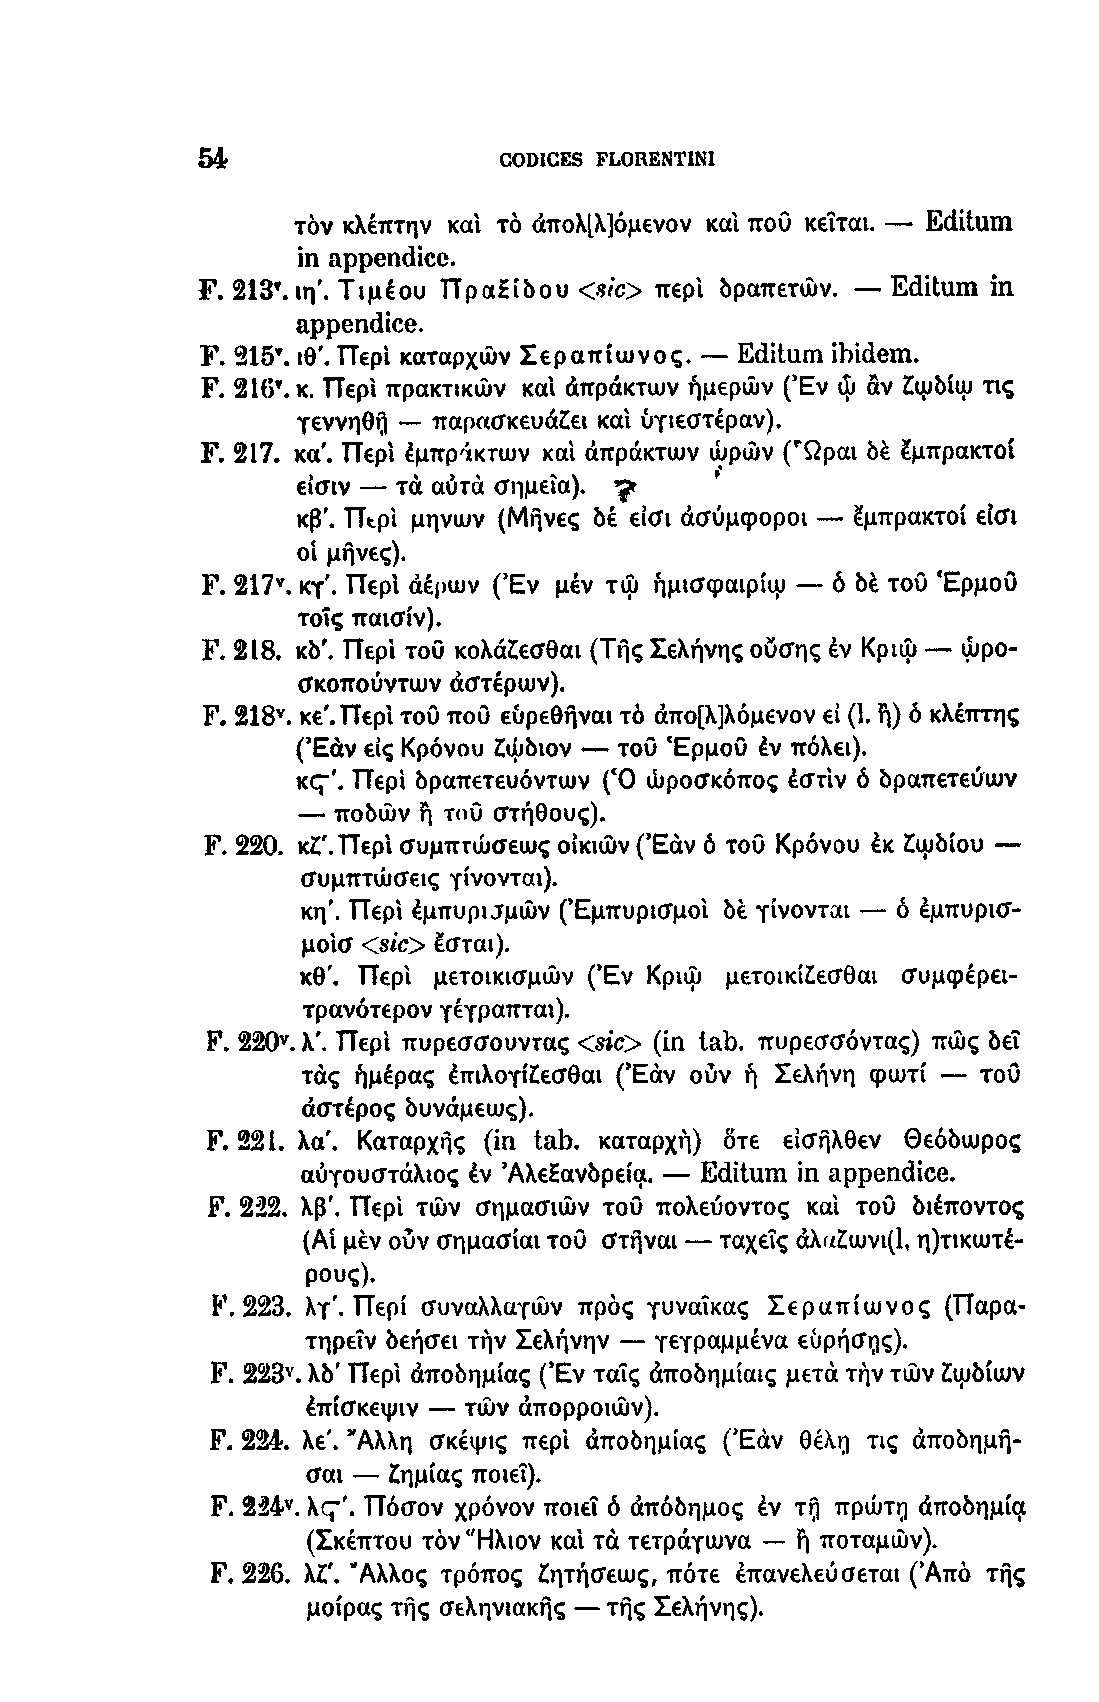 54 CODICES FLORENTINI
τὸν κλέπτην καὶ τὸ ἀπολ[λ]όμενον καὶ ποῦ κεῖται. — Editum
in appendice.
F. 213ᵛ. ιη′. Τιμέου Πραξίδου <sic> περὶ δραπετῶν. — Editum in
appendice.
F. 215ᵛ. ιθ′. Περὶ καταρχῶν Σεραπίωνος. — Editum ibidem.
F. 216ᵛ. κ. Περὶ πρακτικῶν καὶ ἀπράκτων ἡμερῶν (Ἐν ᾧ ἂν ζῳδίῳ τις
γεννηθῇ — παρασκευάζει καὶ ὑγιεστέραν).
F. 217. κα′. Περὶ ἐμπράκτων καὶ ἀπράκτων ὡρῶν (Ὧραι δὲ ἔμπρακτοί
εἰσιν — τὰ αὐτὰ σημεῖα). ?
κβ′. Περὶ μηνων (Μῆνες δέ εἰσι ἀσύμφοροι — ἔμπρακτοί εἶσι
οἱ μῆνες).
F. 217ᵛ. κγ′. Περὶ ἀέρων (Ἐν μέν τῷ ἡμισφαιρίῳ — ὁ δὲ τοῦ Ἑρμοῦ
τοῖς παισίν).
F. 218. κδ′. Περὶ τοῦ κολάζεσθαι (Τῆς Σελήνης οὔσης ἐν Κριῷ — ὡρο-
σκοπούντων ἀστέρων).
F. 218ᵛ. κε′. Περὶ τοῦ ποῦ εὑρεθῆναι τὸ ἀπο[λ]λόμενον εἰ (l. ἢ) ὁ κλέπτης
(Ἐὰν εἰς Κρόνου ζῴδιον — τοῦ Ἑρμοῦ ἐν πόλει).
κϛ′. Περὶ δραπετευόντων (Ὁ ὡροσκόπος ἐστὶν ὁ δραπετεύων
— ποδῶν ἢ τοῦ στήθους).
F. 220. κζ′. Περὶ συμπτώσεως οἰκιῶν (Ἐὰν ὁ τοῦ Κρόνου ἐκ ζῳδίου —
συμπτώσεις γίνονται).
κη′. Περὶ ἐμπυρισμῶν (Ἐμπυρισμοὶ δὲ γίνονται — ὁ ἐμπυρισ-
μοὶσ <sic> ἔσται).
κθ′. Περὶ μετοικισμῶν (Ἐν Κριῷ μετοικίζεσθαι συμφέρει-
τρανότερον γέγραπται).
F. 220ᵛ. λ′. Περὶ πυρεσσουντας <sic> (in tab. πυρεσσόντας) πῶς δεῖ
τὰς ἡμέρας ἐπιλογίζεσθαι (Ἐὰν οὖν ἡ Σελήνη φωτί — τοῦ
ἀστέρος δυνάμεως).
F. 221. λα′. Καταρχῆς (in tab. καταρχὴ) ὅτε εἰσῆλθεν Θεόδωρος
αὐγουστάλιος ἐν Ἀλεξανδρείᾳ. — Editum in appendice.
F. 222. λβ′. Περὶ τῶν σημασιῶν τοῦ πολεύοντος καὶ τοῦ διέποντος
(Αἱ μὲν οὖν σημασίαι τοῦ στῆναι — ταχεῖς ἀλαζωνι(l. η)τικωτέ-
ρους).
F. 223. λγ′. Περί συναλλαγῶν πρὸς γυναῖκας Σεραπίωνος (Παρα-
τηρεῖν δεήσει τὴν Σελήνην — γεγραμμένα εὑρήσῃς).
F. 223ᵛ. λδ′ Περὶ ἀποδημίας (Ἐν ταῖς ἀποδημίαις μετὰ τὴν τῶν ζῳδίων
ἐπίσκεψιν — τῶν ἀπορροιῶν).
F. 224. λε′. Ἄλλη σκέψις περὶ ἀποδημίας (Ἐὰν θέλῃ τις ἀποδημῆ-
σαι — ζημίας ποιεῖ).
F. 224ᵛ. λϛ′. Πόσον χρόνον ποιεῖ ὁ ἀπόδημος ἐν τῇ πρώτῃ ἀποδημίᾳ
(Σκέπτου τὸν Ἥλιον καὶ τὰ τετράγωνα — ἢ ποταμῶν).
F. 226. λζ′. Ἄλλος τρόπος ζητήσεως, πότε ἐπανελεύσεται (Ἀπὸ τῆς
μοίρας τῆς σεληνιακῆς — τῆς Σελήνης).